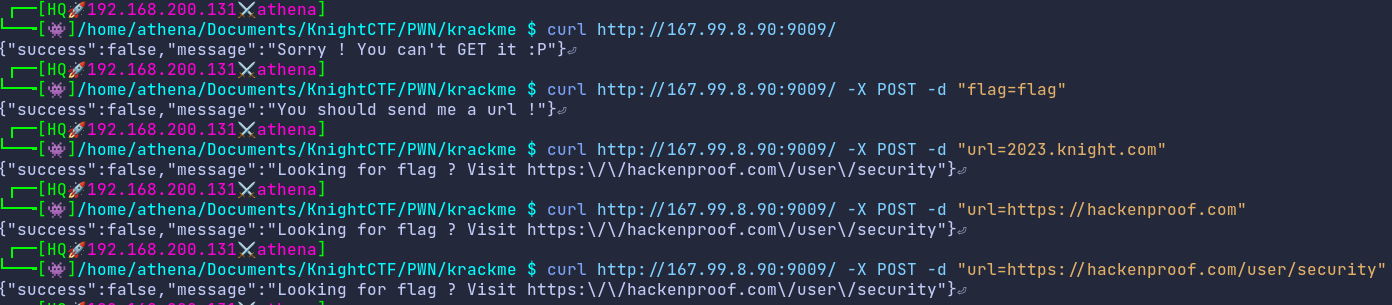 ┌──[HQ🚀192.168.200.131⚔️athena]
└──╼[👾]/home/athena/Documents/KnightCTF/PWN/krackme $ curl http://167.99.8.90:9009/
{"success":false,"message":"Sorry ! You can't GET it :P"}⏎
┌──[HQ🚀192.168.200.131⚔️athena]
└──╼[👾]/home/athena/Documents/KnightCTF/PWN/krackme $ curl http://167.99.8.90:9009/ -X POST -d "flag=flag"
{"success":false,"message":"You should send me a url !"}⏎
┌──[HQ🚀192.168.200.131⚔️athena]
└──╼[👾]/home/athena/Documents/KnightCTF/PWN/krackme $ curl http://167.99.8.90:9009/ -X POST -d "url=2023.knight.com"
{"success":false,"message":"Looking for flag ? Visit https:\/\/hackenproof.com\/user\/security"}⏎
┌──[HQ🚀192.168.200.131⚔️athena]
└──╼[👾]/home/athena/Documents/KnightCTF/PWN/krackme $ curl http://167.99.8.90:9009/ -X POST -d "url=https://hackenproof.com"
{"success":false,"message":"Looking for flag ? Visit https:\/\/hackenproof.com\/user\/security"}⏎
┌──[HQ🚀192.168.200.131⚔️athena]
└──╼[👾]/home/athena/Documents/KnightCTF/PWN/krackme $ curl http://167.99.8.90:9009/ -X POST -d "url=https://hackenproof.com/user/security"
{"success":false,"message":"Looking for flag ? Visit https:\/\/hackenproof.com\/user\/security"}⏎